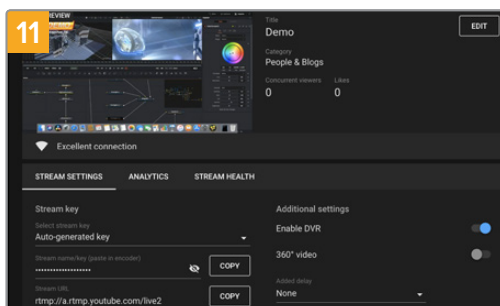 11
PREVIEW
Title
Demo
EDIT
Category
People & Blogs
Concurrent viewers
Likes
0
0
Excellent connection
STREAM SETTINGS
ANALYTICS
STREAM HEALTH
Stream key
Additional settings
Select stream key
Auto-generated key
Enable DVR
Stream name/key (paste in encoder)
••••••••••••••••••••
COPY
360° video
Stream URL
rtmp://a.rtmp.youtube.com/live2
COPY
Added delay
None